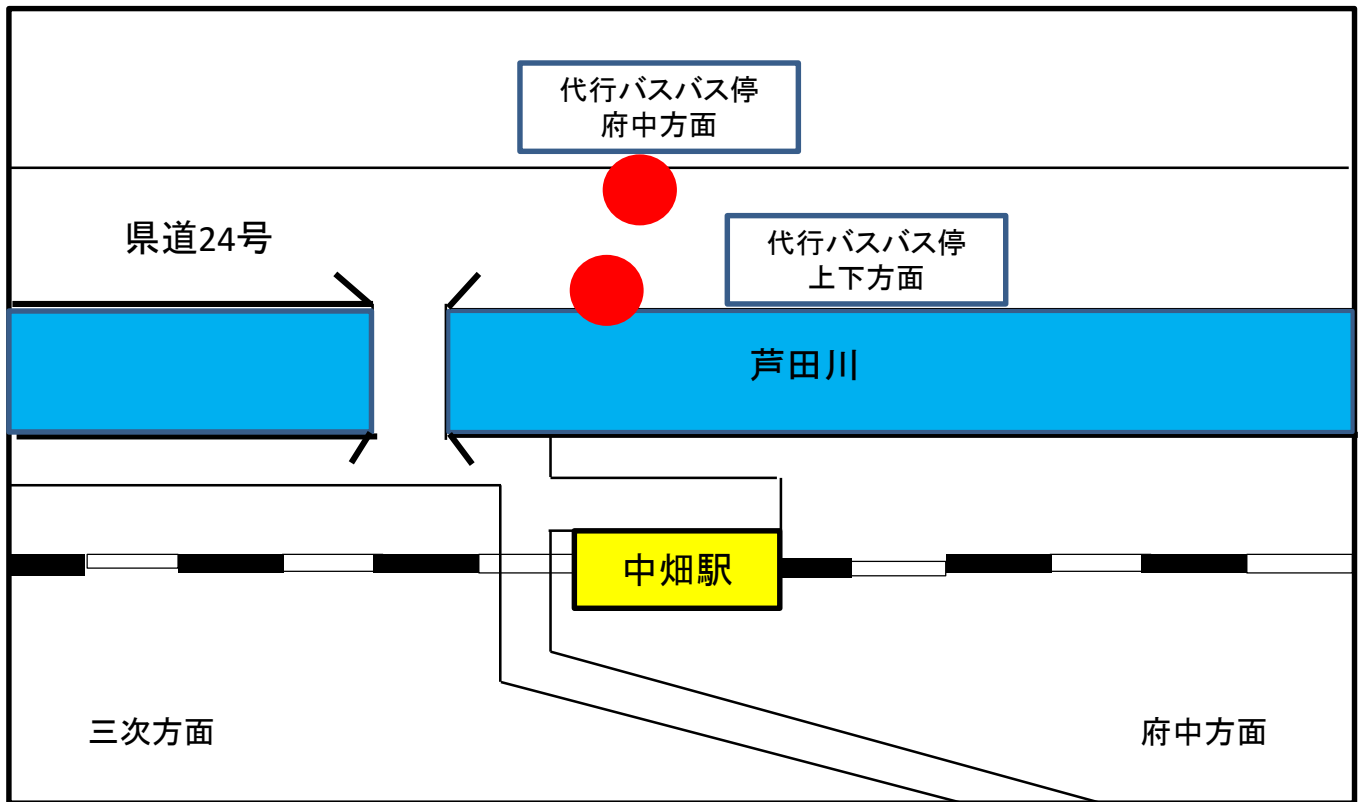 代行バスバス停
府中方面
県道24号
代行バスバス停
上下方面
芦田川
中畑駅
三次方面
府中方面